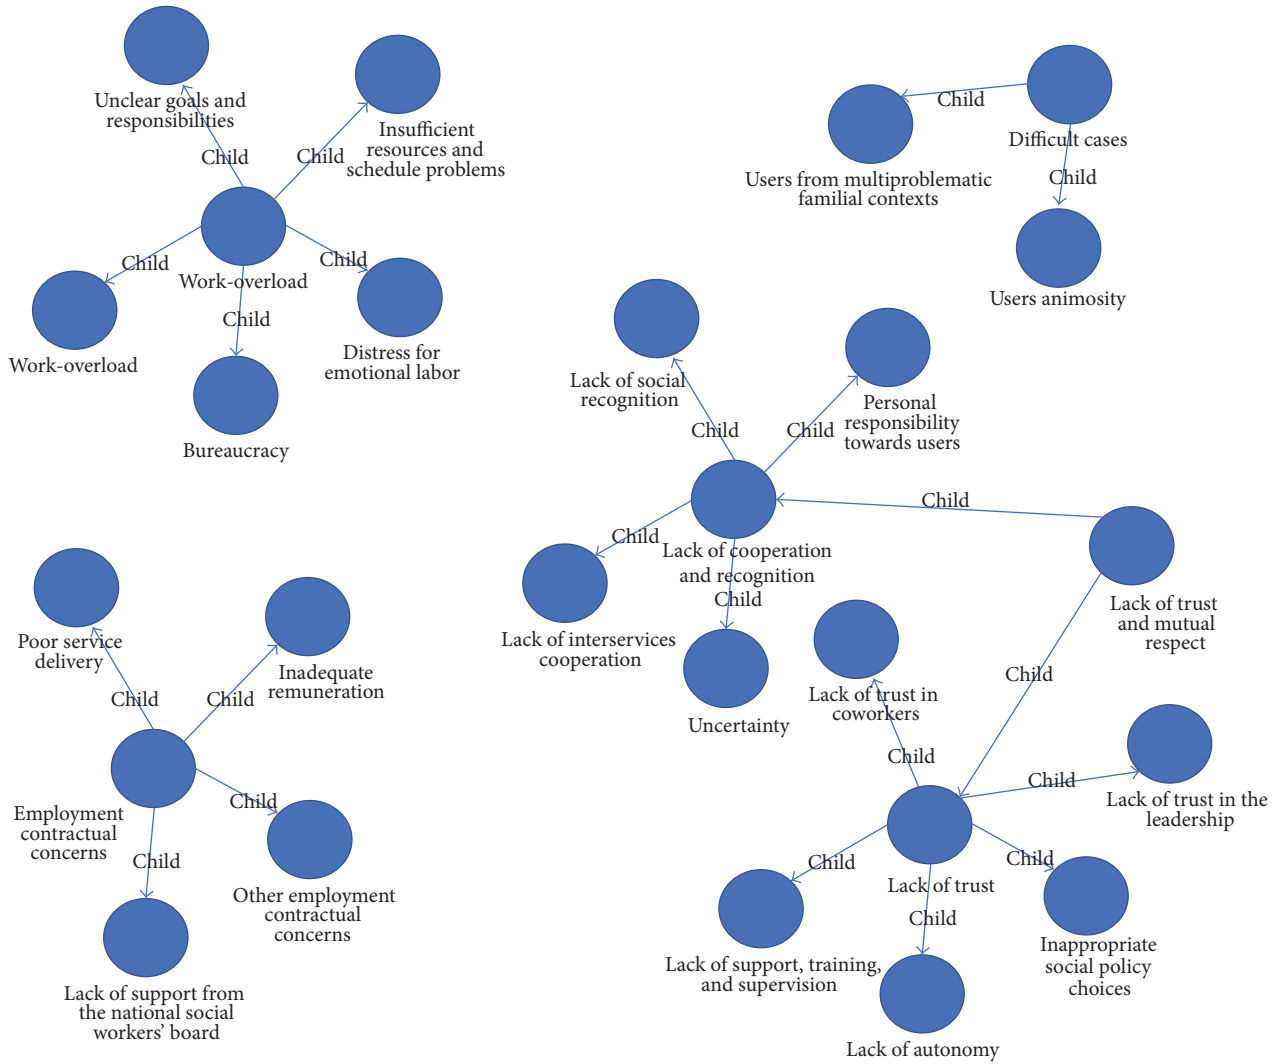 Unclear goals and
responsibilities
Child
Insufficient
resources and
schedule problems
Child
Child
Work-overload
Child
Work-overload
Child
Distress for
emotional labor
Bureaucracy
Child
Difficult cases
Users from multiproblematic
familial contexts
Child
Users animosity
Lack of social
recognition
Child
Personal
responsibility
towards users
Child
Child
Child
Lack of cooperation
and recognition
Child
Lack of interservices
cooperation
Uncertainty
Lack of trust
and mutual
respect
Child
Poor service
delivery
Child
Inadequate
remuneration
Child
Employment
contractual
concerns
Child
Child
Other employment
contractual
concerns
Lack of support from
the national social
workers' board
Lack of trust in
coworkers
Child
Child
Lack of trust in the
leadership
Child
Lack of trust
Child
Child
Lack of support, training,
and supervision
Inappropriate
social policy
choices
Lack of autonomy